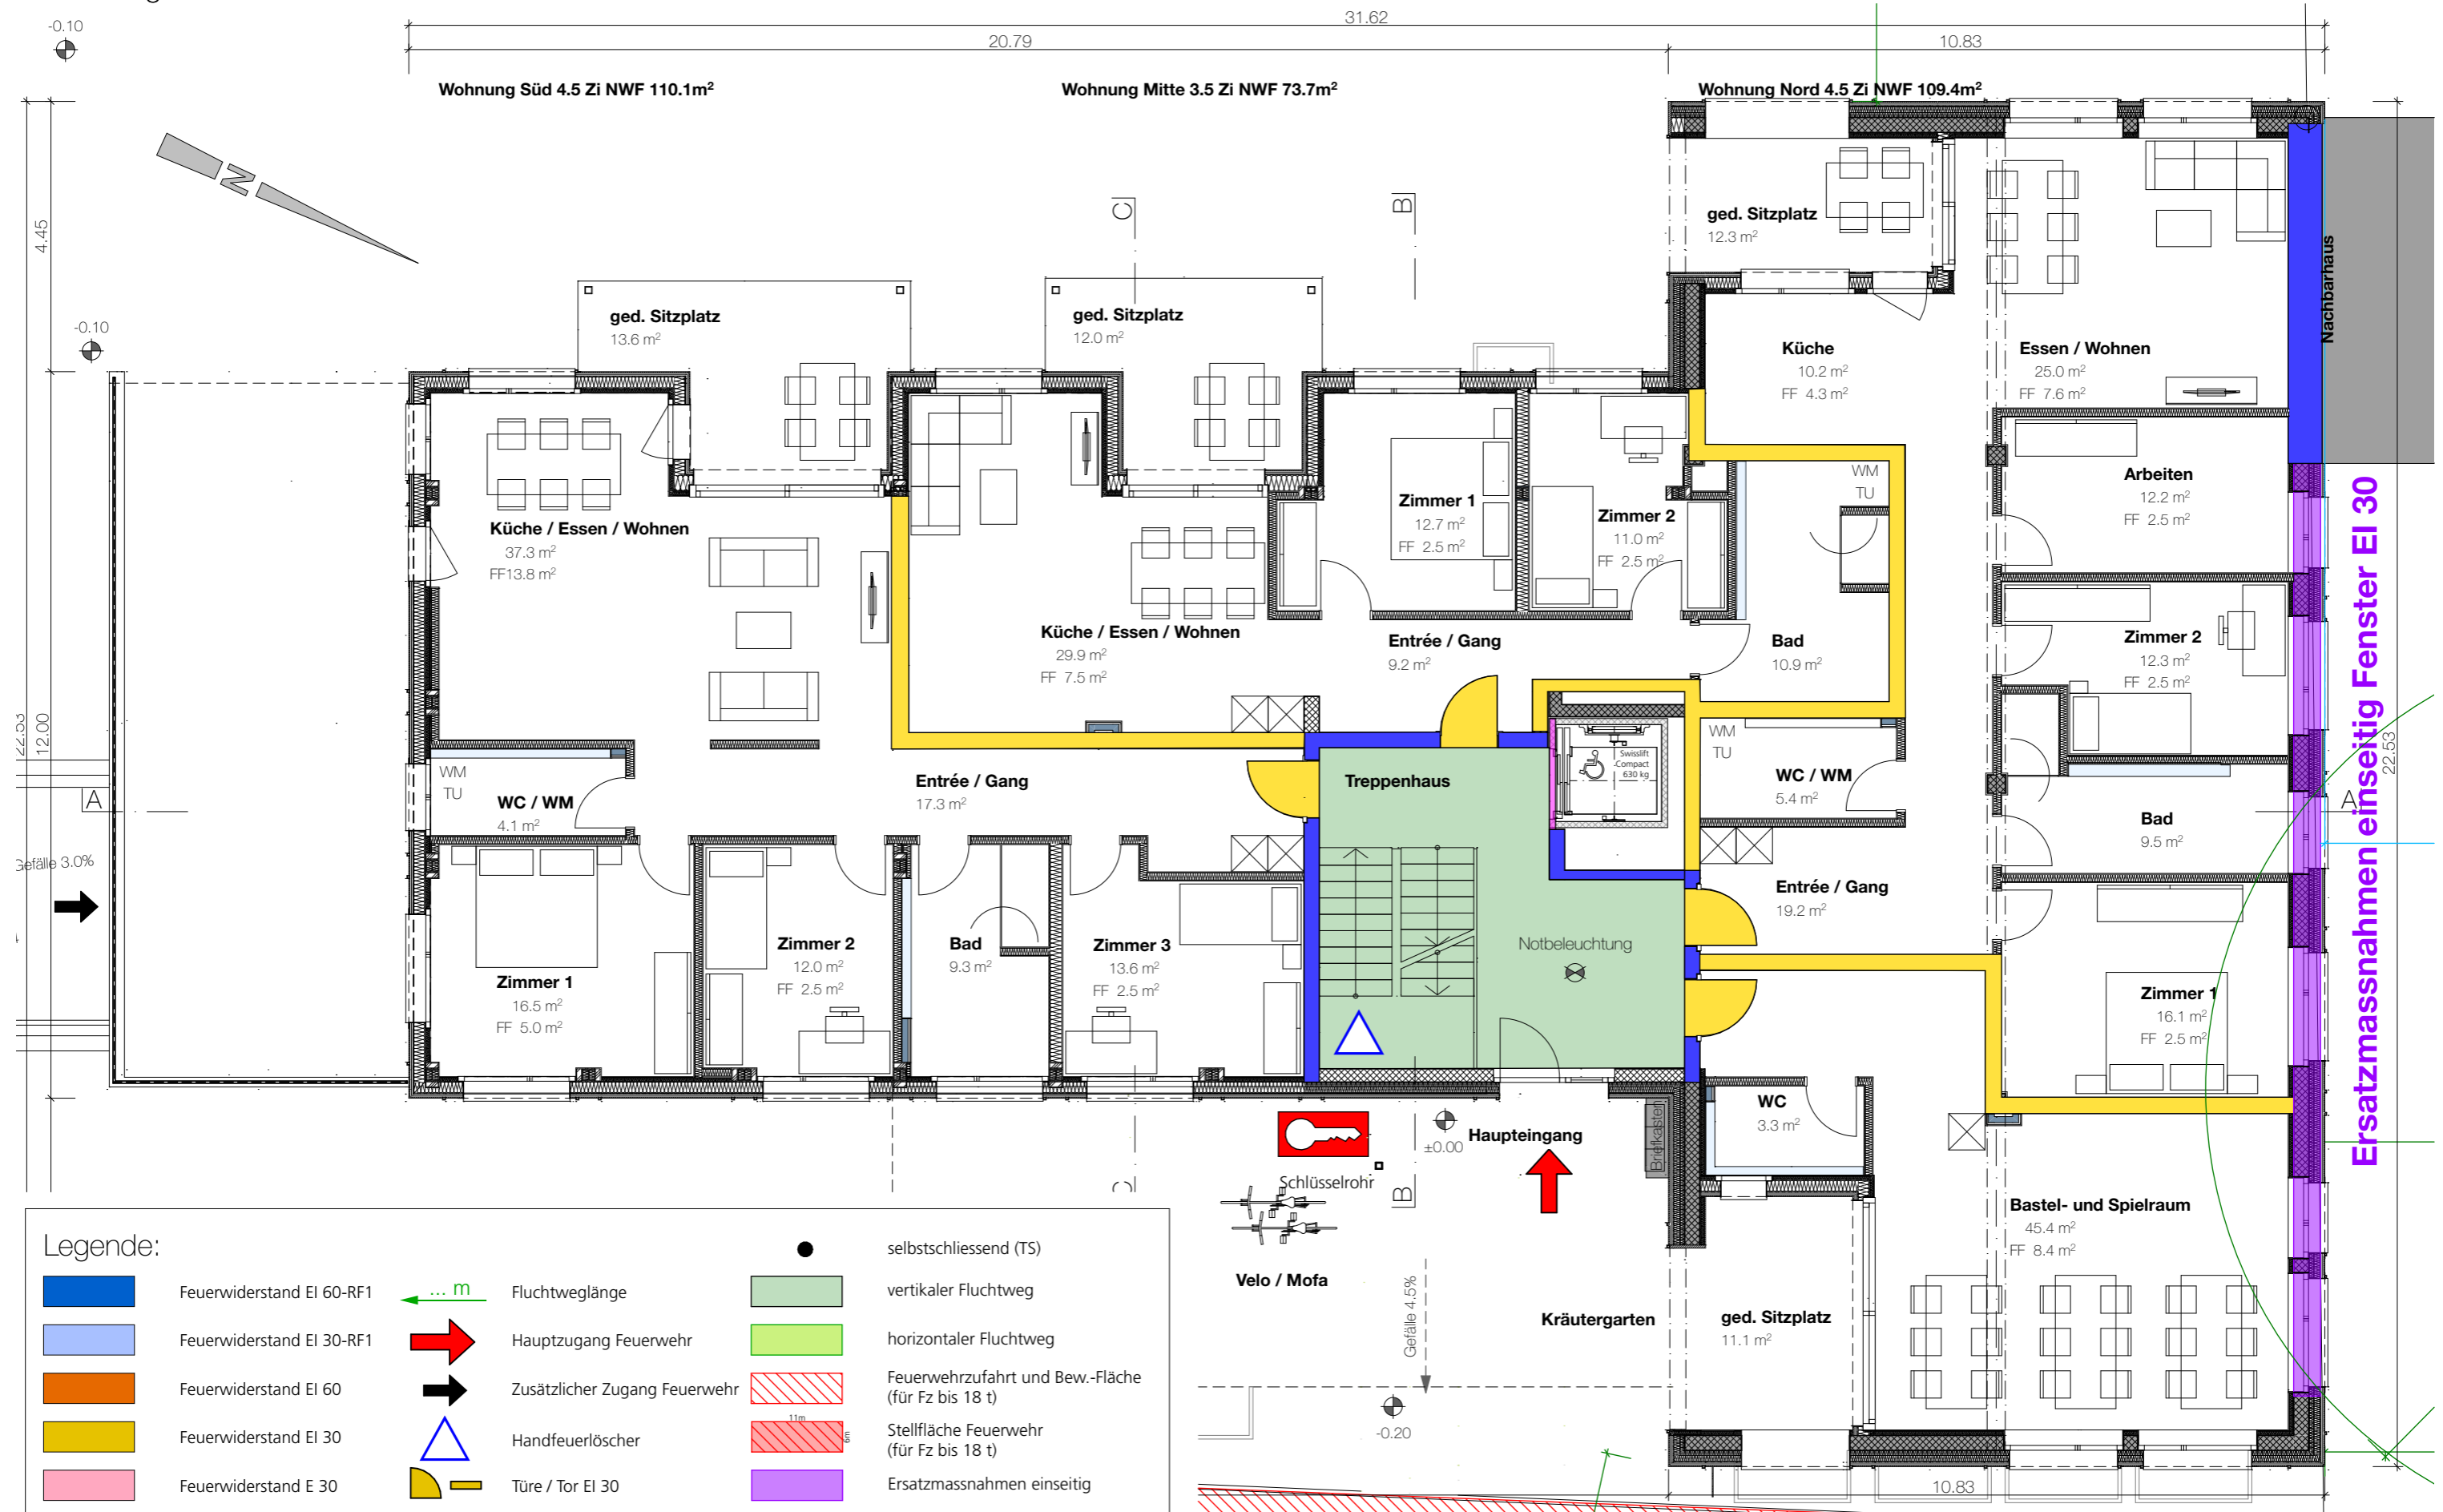 -0.10
31.62
20.79
10.83
Wohnung Süd 4.5 Zi NWF 110.1m²
Wohnung Mitte 3.5 Zi NWF 73.7m²
Wohnung Nord 4.5 Zi NWF 109.4m²
N
4.45
-0.10
C
B
ged. Sitzplatz
13.6 m²
ged. Sitzplatz
12.0 m²
ged. Sitzplatz
12.3 m²
Nachbarhaus
Küche
10.2 m²
FF 4.3 m²
Essen / Wohnen
25.0 m²
FF 7.6 m²
Küche / Essen / Wohnen
37.3 m²
FF13.8 m²
Küche / Essen / Wohnen
29.9 m²
FF 7.5 m²
Zimmer 1
12.7 m²
FF 2.5 m²
Zimmer 2
11.0 m²
FF 2.5 m²
WM
TU
Arbeiten
12.2 m²
FF 2.5 m²
Entrée / Gang
9.2 m²
Bad
10.9 m²
Zimmer 2
12.3 m²
FF 2.5 m²
Ersatzmassnahmen einseitig Fenster EI 30
22.53
12.00
22.53
WM
TU
WC / WM
4.1 m²
Entrée / Gang
17.3 m²
Treppenhaus
Swisslift
Compact
630 kg
WM
TU
WC / WM
5.4 m²
Bad
9.5 m²
A
A
Gefälle 3.0%
Zimmer 1
16.5 m²
FF 5.0 m²
Zimmer 2
12.0 m²
FF 2.5 m²
Bad
9.3 m²
Zimmer 3
13.6 m²
FF 2.5 m²
Notbeleuchtung
Entrée / Gang
19.2 m²
Zimmer 1
16.1 m²
FF 2.5 m²
WC
3.3 m²
Briefkasten
±0.00
Haupteingang
Schlüsselrohr
C
B
Velo / Mofa
Gefälle 4.5%
Kräutergarten
ged. Sitzplatz
11.1 m²
Bastel- und Spielraum
45.4 m²
FF 8.4 m²
-0.20
10.83
Legende:
Feuerwiderstand EI 60-RF1
Feuerwiderstand EI 30-RF1
Feuerwiderstand EI 60
Feuerwiderstand EI 30
Feuerwiderstand E 30
... m
Fluchtweglänge
Hauptzugang Feuerwehr
Zusätzlicher Zugang Feuerwehr
Handfeuerlöscher
Türe / Tor EI 30
selbstschliessend (TS)
vertikaler Fluchtweg
horizontaler Fluchtweg
Feuerwehrzufahrt und Bew.-Fläche
(für Fz bis 18 t)
11m
6m
Stellfläche Feuerwehr
(für Fz bis 18 t)
Ersatzmassnahmen einseitig